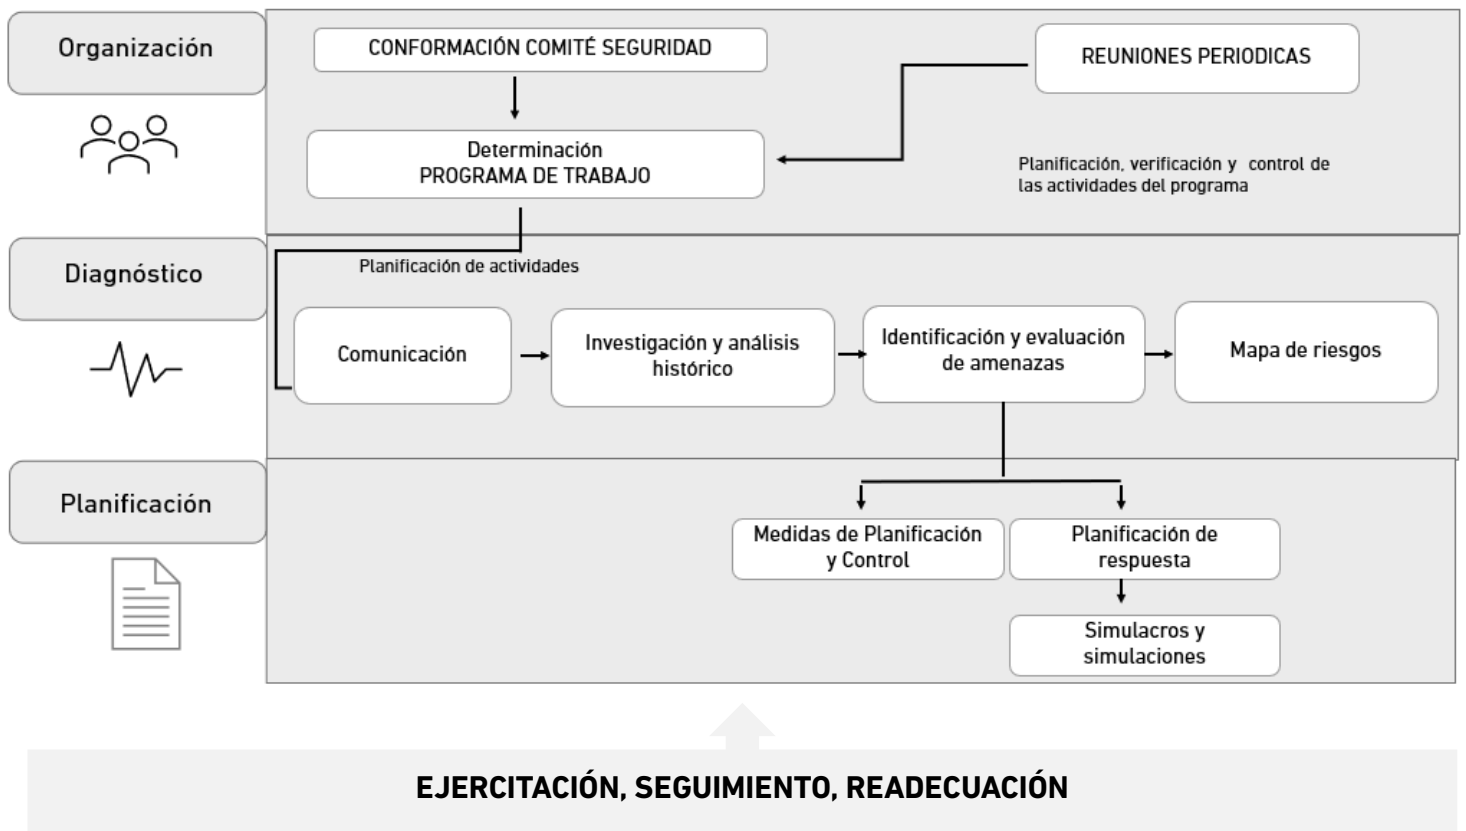 Organización
CONFORMACIÓN COMITÉ SEGURIDAD
REUNIONES PERIODICAS
Determinación
PROGRAMA DE TRABAJO
Planificación, verificación y control de
las actividades del programa
Diagnóstico
Planificación de actividades
Comunicación
Investigación y análisis
histórico
Identificación y evaluación
de amenazas
Mapa de riesgos
Planificación
Medidas de Planificación
y Control
Planificación de
respuesta
Simulacros y
simulaciones
EJERCITACIÓN, SEGUIMIENTO, READECUACIÓN